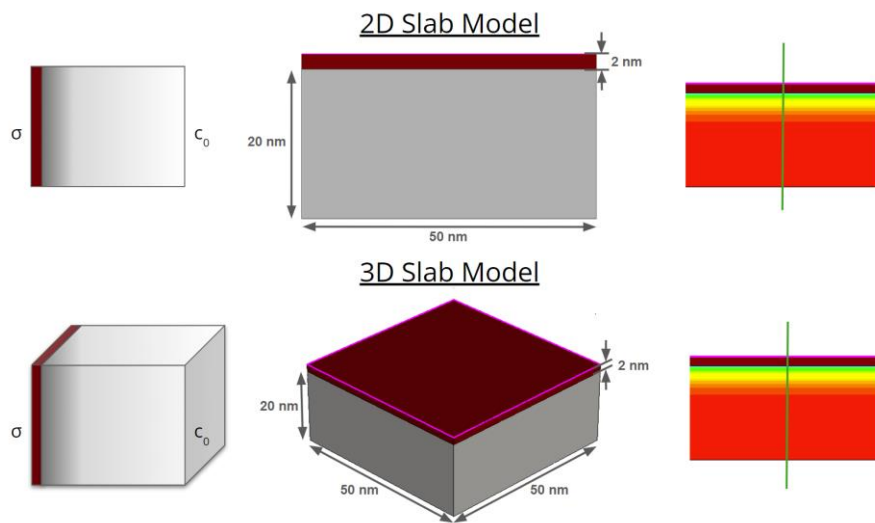 2D Slab Model
2 nm
σ
c₀
20 nm
50 nm
3D Slab Model
2 nm
20 nm
σ
c₀
50 nm
50 nm